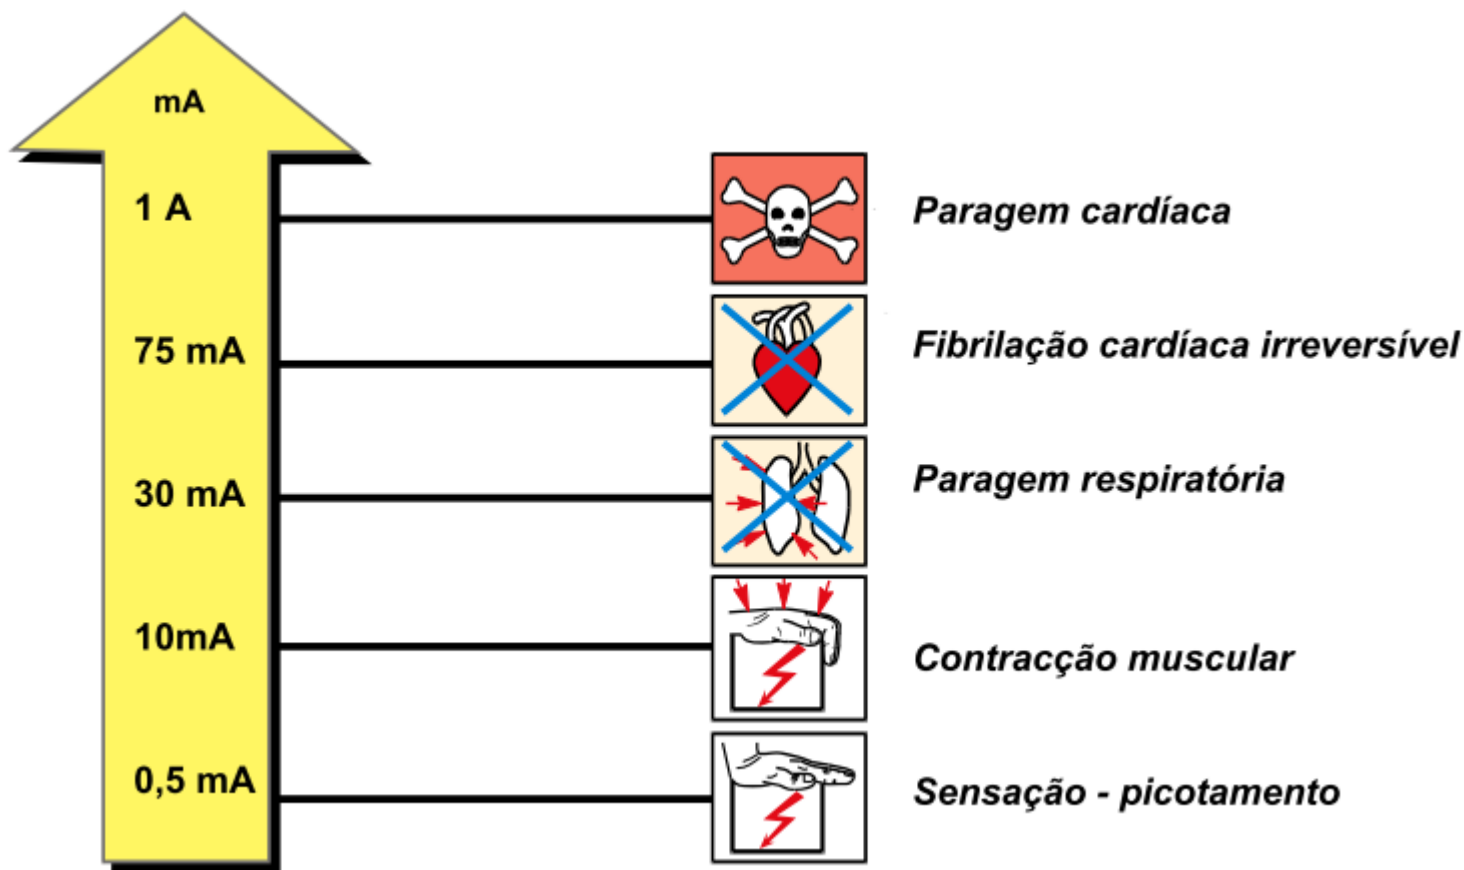 mA
1 A
Paragem cardíaca
75 mA
Fibrilação cardíaca irreversível
30 mA
Paragem respiratória
10mA
Contracção muscular
0,5 mA
Sensação - picotamento